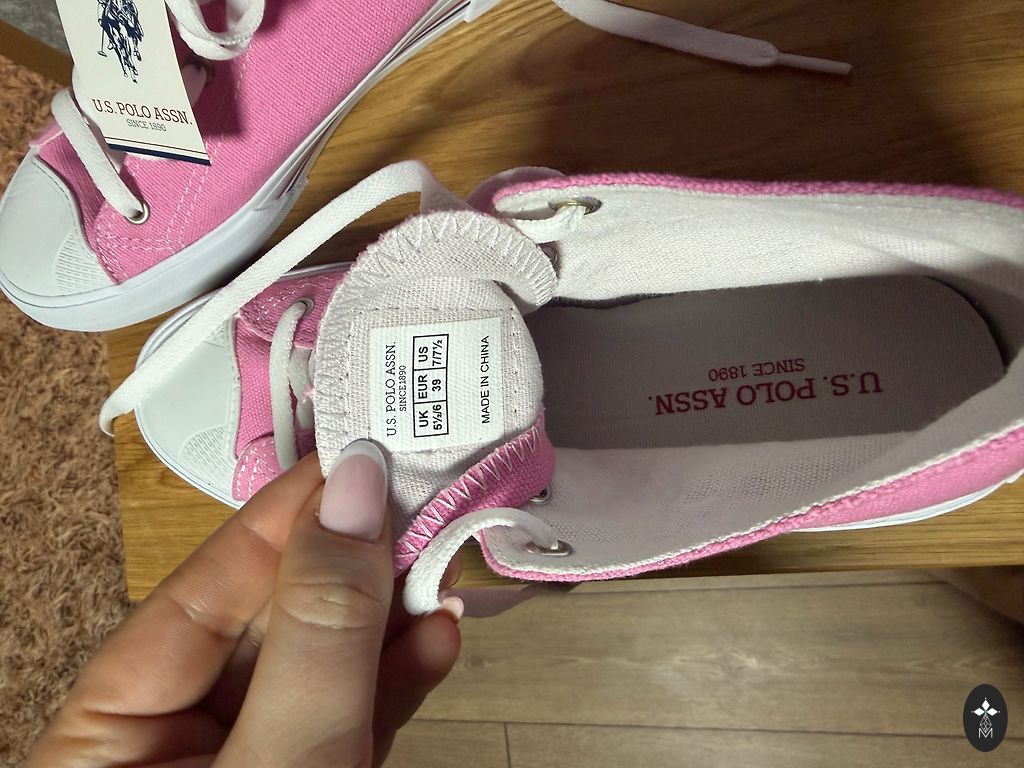 U.S. POLO ASSN.
SINCE 1890
U.S. POLO ASSN.
SINCE1890
UK EUR US
5½/6 39 7/7½
MADE IN CHINA
U.S. POLO ASSN.
SINCE 1890
M